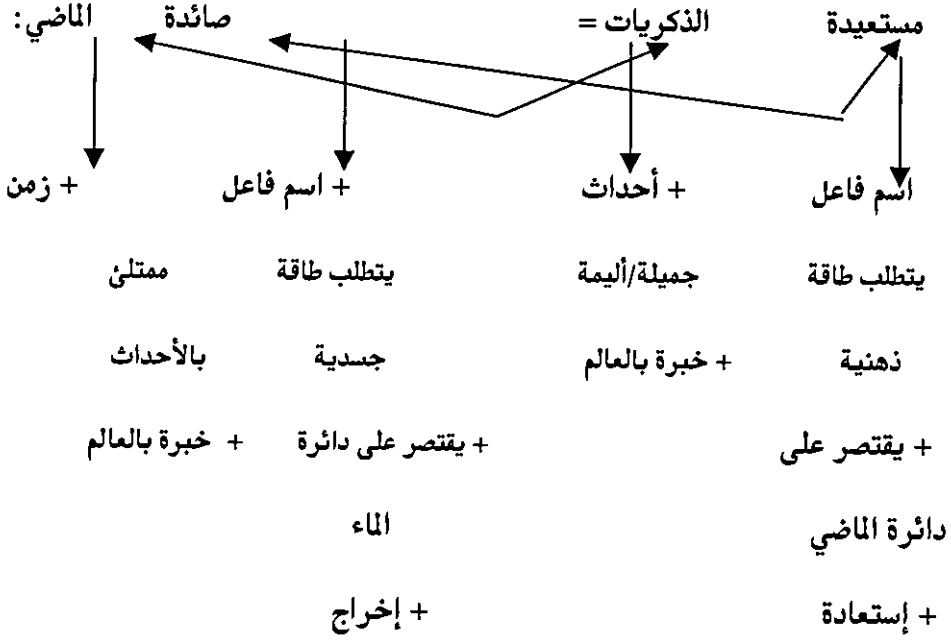 مستعيدة الذكريات = صائدة الماضي:
اسم فاعل + أحداث + اسم فاعل + زمن
يتطلب طاقة جميلة/أليمة يتطلب طاقة ممتلئ
ذهنية + خبرة بالعالم جسدية بالأحداث
+ يقتصر على + يقتصر على دائرة + خبرة بالعالم
دائرة الماضي الماء
+ إستعادة + إخراج